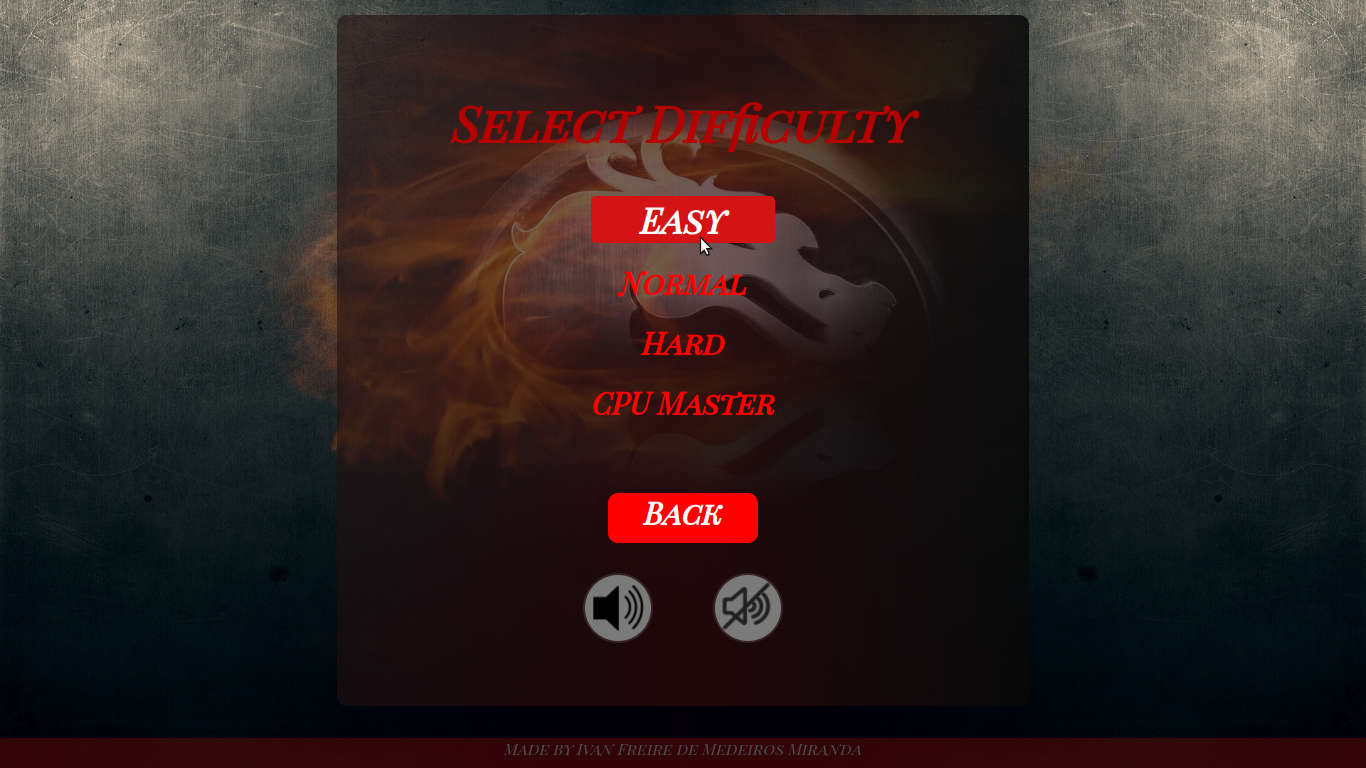 Select Difficulty
Easy
Normal
Hard
CPU Master
Back
Made by Ivan Freire de Medeiros Miranda